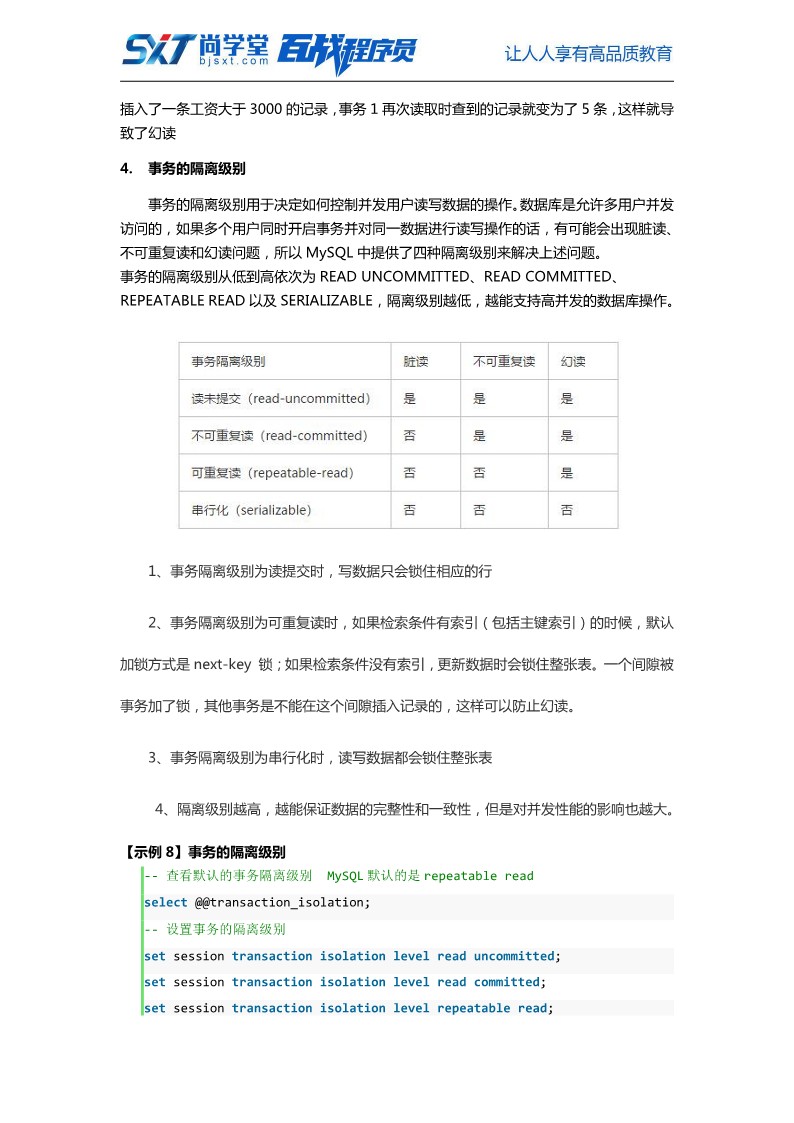 SXT 尚学堂 百战程序员 让人人享有高品质教育
bjsxt.com
插入了一条工资大于 3000 的记录，事务 1 再次读取时查到的记录就变为了 5 条，这样就导
致了幻读
4. 事务的隔离级别
事务的隔离级别用于决定如何控制并发用户读写数据的操作。数据库是允许多用户并发
访问的，如果多个用户同时开启事务并对同一数据进行读写操作的话，有可能会出现脏读、
不可重复读和幻读问题，所以 MySQL 中提供了四种隔离级别来解决上述问题。
事务的隔离级别从低到高依次为 READ UNCOMMITTED、READ COMMITTED、
REPEATABLE READ 以及 SERIALIZABLE，隔离级别越低，越能支持高并发的数据库操作。
事务隔离级别 脏读 不可重复读 幻读
读未提交（read-uncommitted） 是 是 是
不可重复读（read-committed） 否 是 是
可重复读（repeatable-read） 否 否 是
串行化（serializable） 否 否 否
1、事务隔离级别为读提交时，写数据只会锁住相应的行
2、事务隔离级别为可重复读时，如果检索条件有索引（包括主键索引）的时候，默认
加锁方式是 next-key 锁；如果检索条件没有索引，更新数据时会锁住整张表。一个间隙被
事务加了锁，其他事务是不能在这个间隙插入记录的，这样可以防止幻读。
3、事务隔离级别为串行化时，读写数据都会锁住整张表
4、隔离级别越高，越能保证数据的完整性和一致性，但是对并发性能的影响也越大。
【示例 8】事务的隔离级别
-- 查看默认的事务隔离级别 MySQL 默认的是 repeatable read
select @@transaction_isolation;
-- 设置事务的隔离级别
set session transaction isolation level read uncommitted;
set session transaction isolation level read committed;
set session transaction isolation level repeatable read;